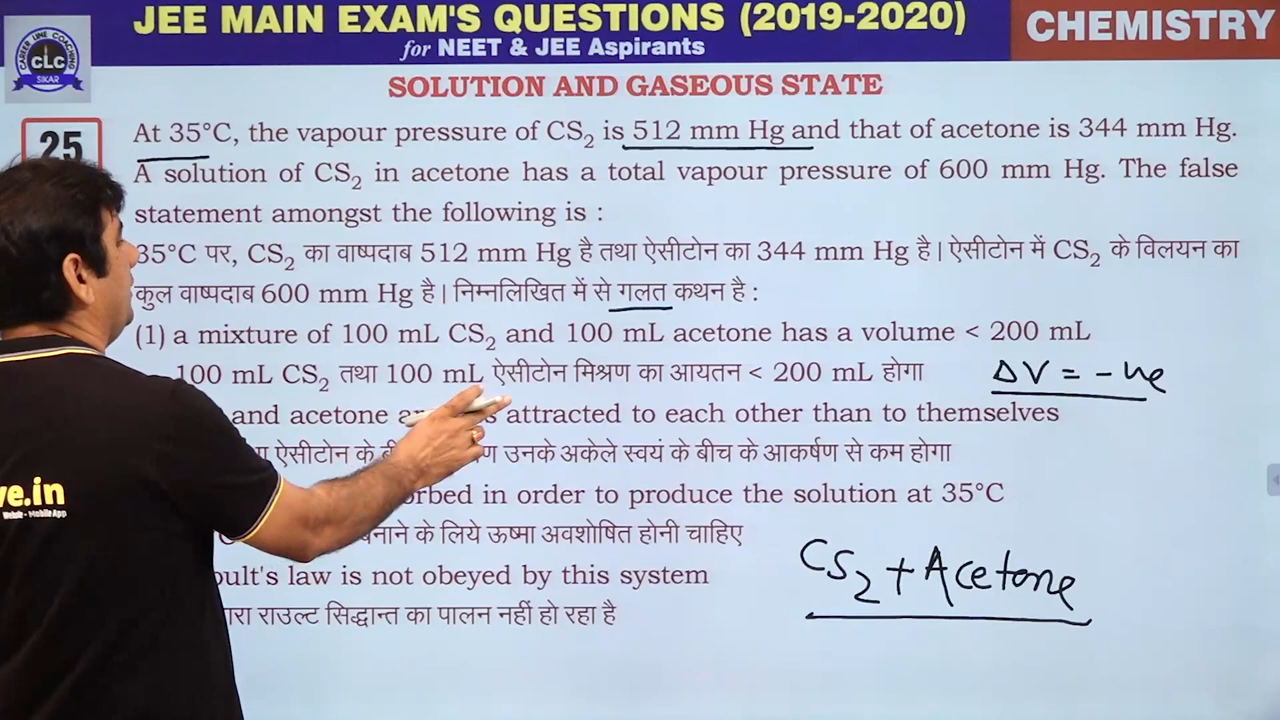 JEE MAIN EXAM'S QUESTIONS (2019-2020)
for NEET & JEE Aspirants
CHEMISTRY
CAREER LINE COACHING
CLC
SIKAR
SOLUTION AND GASEOUS STATE
25
At 35°C, the vapour pressure of CS₂ is 512 mm Hg and that of acetone is 344 mm Hg.
A solution of CS₂ in acetone has a total vapour pressure of 600 mm Hg. The false
statement amongst the following is :
35°C पर, CS₂ का वाष्पदाब 512 mm Hg है तथा ऐसीटोन का 344 mm Hg है। ऐसीटोन में CS₂ के विलयन का
कुल वाष्पदाब 600 mm Hg है। निम्नलिखित में से गलत कथन है :
(1) a mixture of 100 mL CS₂ and 100 mL acetone has a volume < 200 mL
100 mL CS₂ तथा 100 mL ऐसीटोन मिश्रण का आयतन < 200 mL होगा
ΔV = -ve
and acetone attracted to each other than to themselves
ऐसीटोन के उनके अकेले स्वयं के बीच के आकर्षण से कम होगा
in order to produce the solution at 35°C
के लिये ऊष्मा अवशोषित होनी चाहिए
CS₂ + Acetone
law is not obeyed by this system
राउल्ट सिद्धान्त का पालन नहीं हो रहा है
ve.in
Website - Mobile App